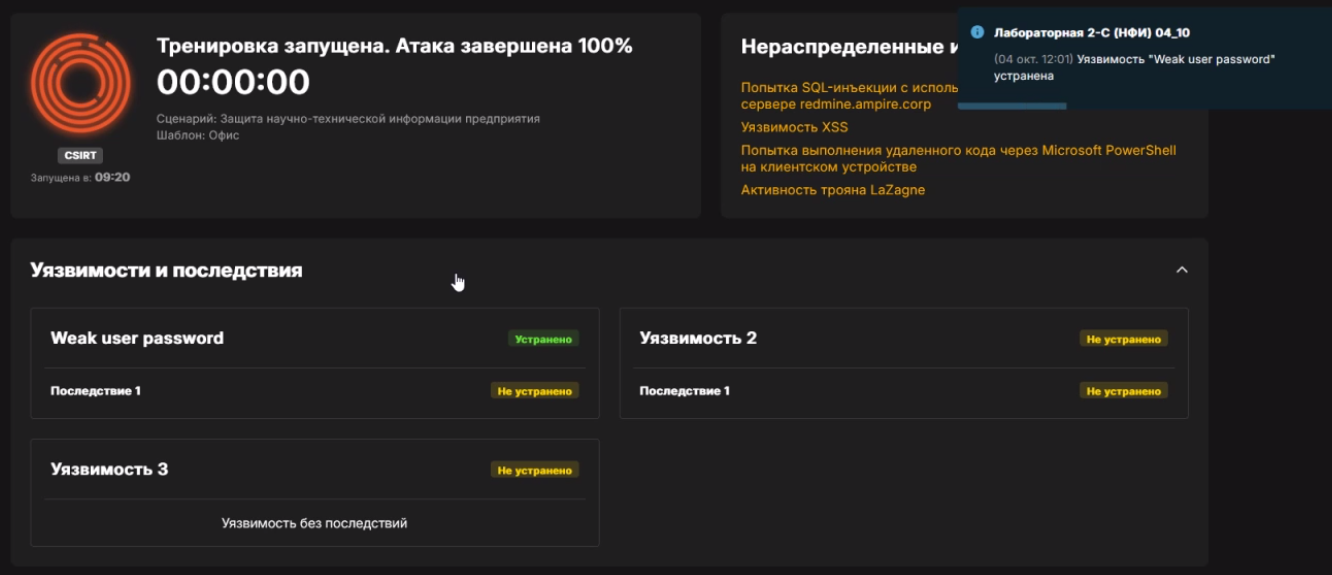 Тренировка запущена. Атака завершена 100%
00:00:00
Сценарий: Защита научно-технической информации предприятия
Шаблон: Офис
CSIRT
Запущена в: 09:20
Нераспределенные
Попытка SQL-инъекции с
сервере redmine.ampire.corp
Уязвимость XSS
Попытка выполнения удаленного кода через Microsoft PowerShell
на клиентском устройстве
Активность трояна LaZagne
Лабораторная 2-С (НФИ) 04_10
(04 окт. 12:01) Уязвимость "Weak user password"
устранена
Уязвимости и последствия
Weak user password Устранено
Последствие 1 Не устранено
Уязвимость 2 Не устранено
Последствие 1 Не устранено
Уязвимость 3 Не устранено
Уязвимость без последствий